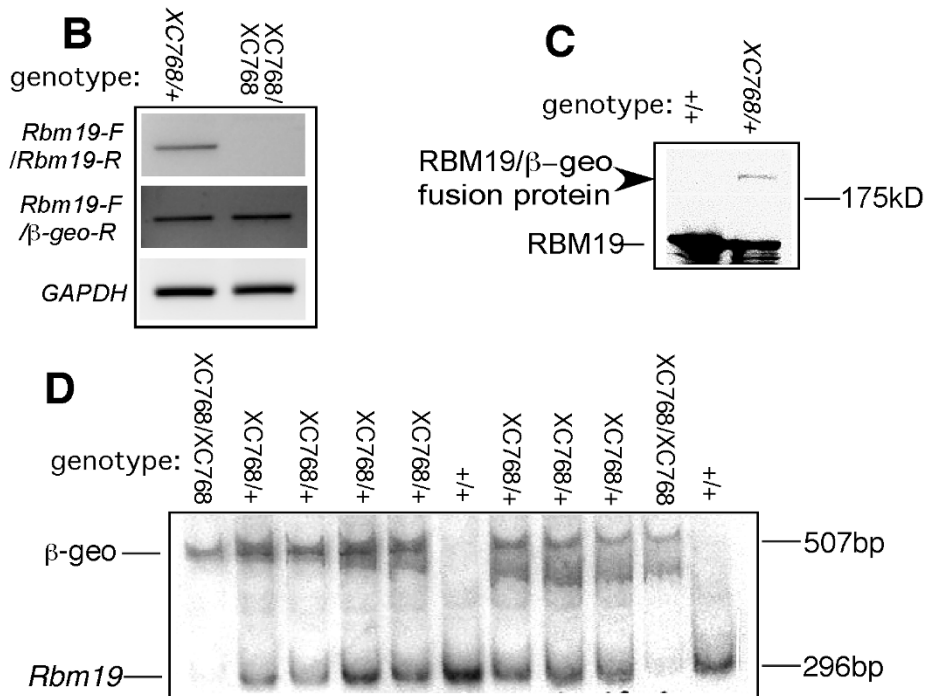 B
genotype:
XC768/+
XC768/
XC768
Rbm19-F
/Rbm19-R
Rbm19-F
/β-geo-R
GAPDH
C
genotype:
+/+
XC768/+
RBM19/β–geo
fusion protein
175kD
RBM19
D
genotype:
XC768/XC768
XC768/+
XC768/+
XC768/+
XC768/+
+/+
XC768/+
XC768/+
XC768/+
XC768/XC768
+/+
β-geo
507bp
Rbm19
296bp